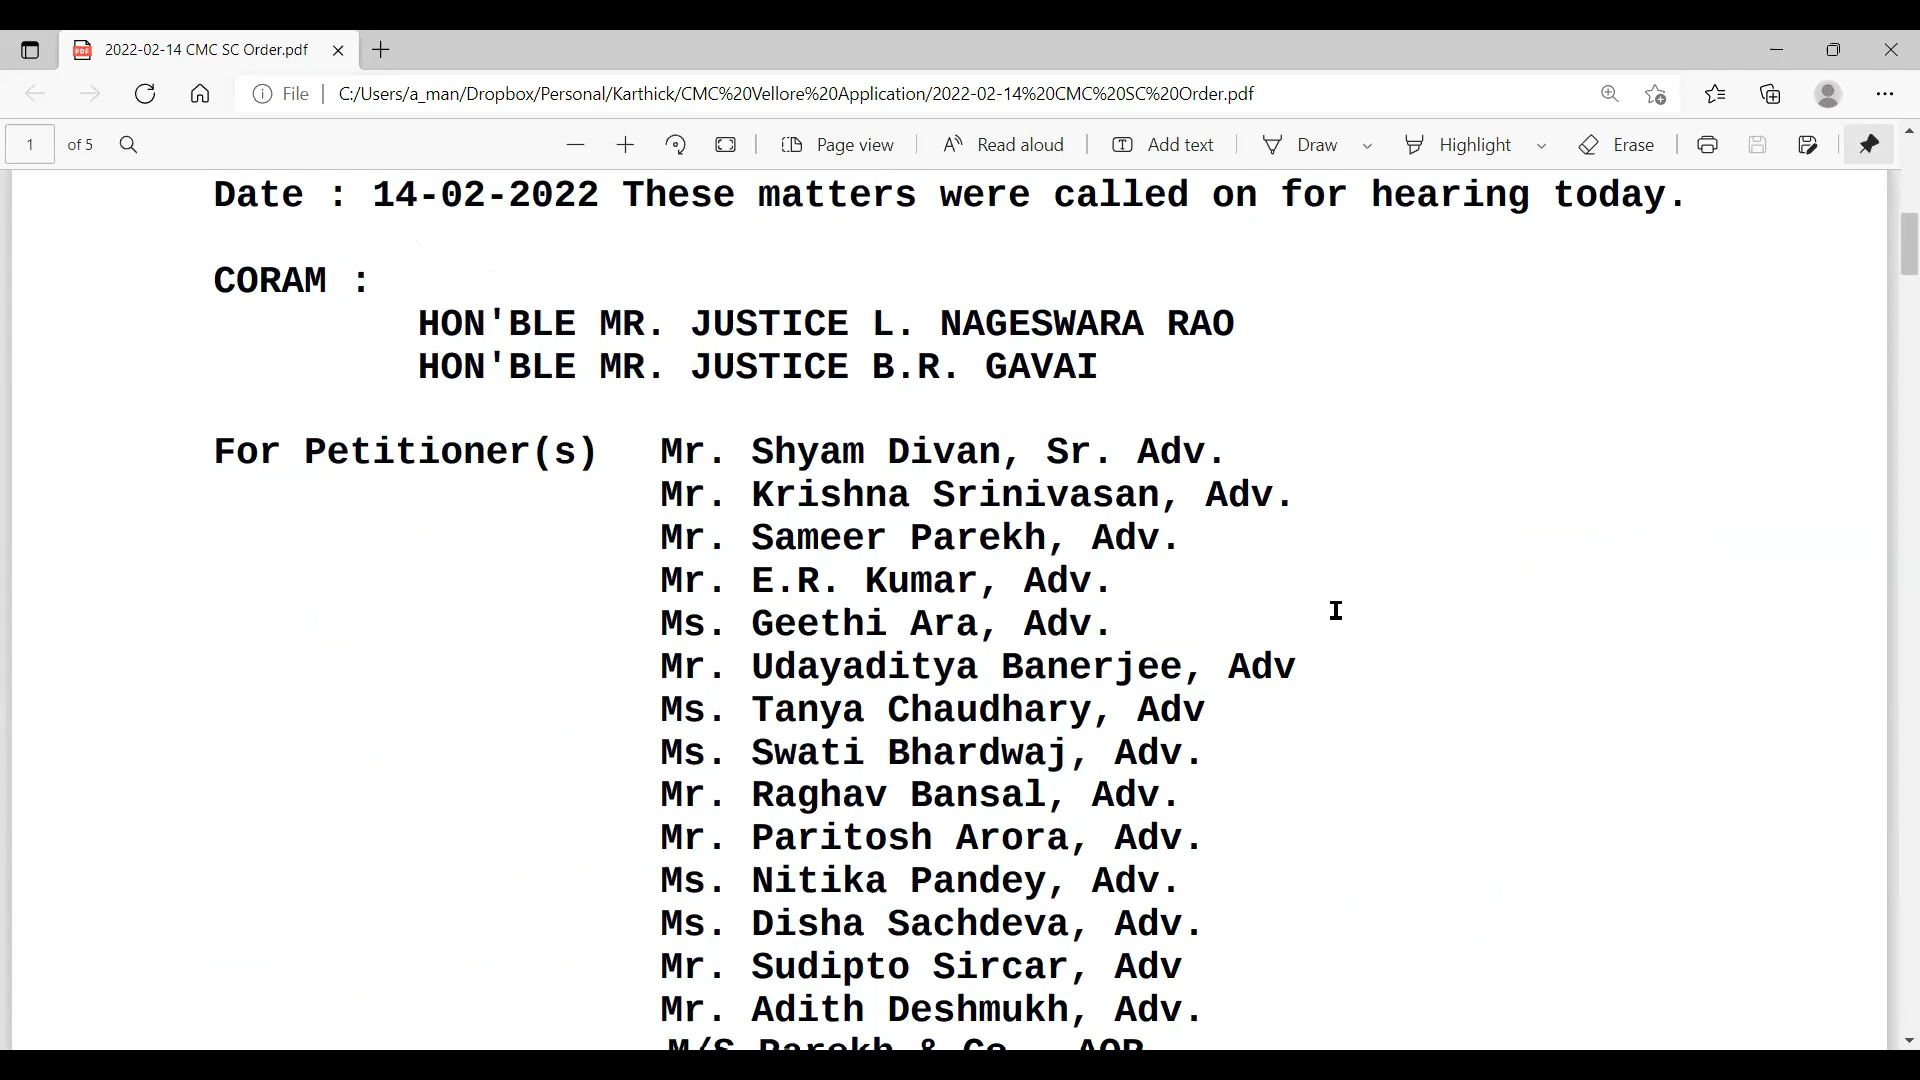 2022-02-14 CMC SC Order.pdf
File
C:/Users/a_man/Dropbox/Personal/Karthick/CMC%20Vellore%20Application/2022-02-14%20CMC%20SC%20Order.pdf
1 of 5 Page view Read aloud Add text Draw Highlight Erase
Date : 14-02-2022 These matters were called on for hearing today.
CORAM :
HON'BLE MR. JUSTICE L. NAGESWARA RAO
HON'BLE MR. JUSTICE B.R. GAVAI
For Petitioner(s) Mr. Shyam Divan, Sr. Adv.
Mr. Krishna Srinivasan, Adv.
Mr. Sameer Parekh, Adv.
Mr. E.R. Kumar, Adv.
Ms. Geethi Ara, Adv.
Mr. Udayaditya Banerjee, Adv
Ms. Tanya Chaudhary, Adv
Ms. Swati Bhardwaj, Adv.
Mr. Raghav Bansal, Adv.
Mr. Paritosh Arora, Adv.
Ms. Nitika Pandey, Adv.
Ms. Disha Sachdeva, Adv.
Mr. Sudipto Sircar, Adv
Mr. Adith Deshmukh, Adv.
M/S Parekh & Co., AOR